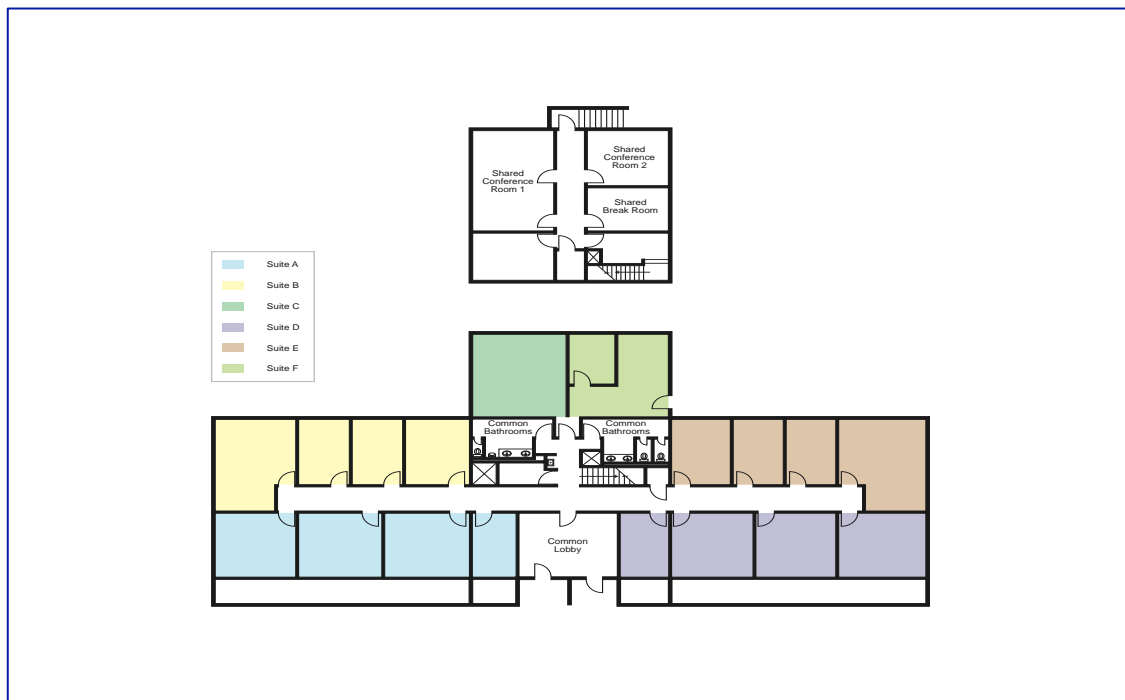 Shared
Conference
Room 1
Shared
Conference
Room 2
Shared
Break Room
Suite A
Suite B
Suite C
Suite D
Suite E
Suite F
Common
Bathrooms
Common
Bathrooms
Common
Lobby